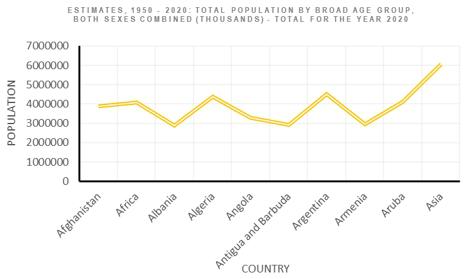 ESTIMATES, 1950 - 2020: TOTAL POPULATION BY BROAD AGE GROUP,
BOTH SEXES COMBINED (THOUSANDS) - TOTAL FOR THE YEAR 2020
POPULATION
7000000
6000000
5000000
4000000
3000000
2000000
1000000
0
Afghanistan
Africa
Albania
Algeria
Angola
Antigua and Barbuda
Argentina
Armenia
Aruba
Asia
COUNTRY